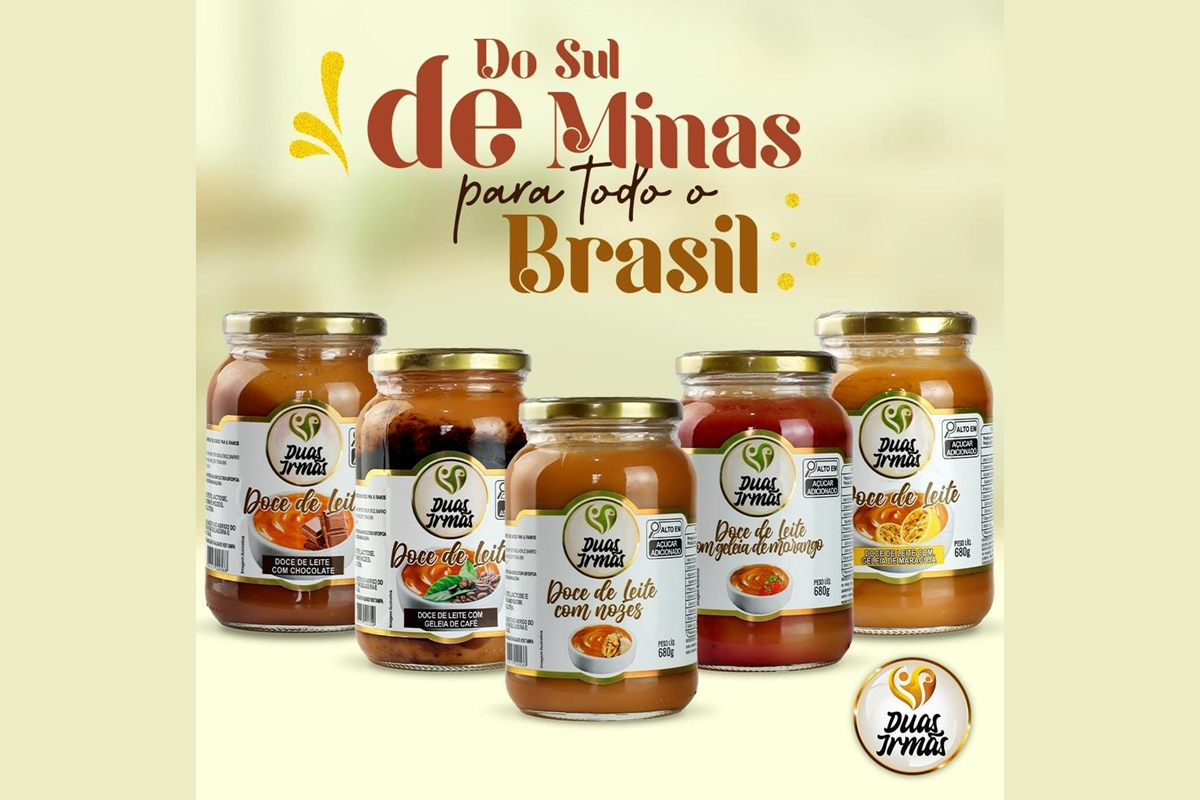 Do Sul
de Minas
para todo o
Brasil
Duas
Irmãs
Doce de Leit
DOCE DE LEITE
COM CHOCOLATE
Duas
Irmãs
Doce de Leite
DOCE DE LEITE COM
GELEIA DE CAFÉ
Duas
Irmãs
ALTO EM
AÇÚCAR
ADICIONADO
Doce de Leite
com nozes
PESO LÍQ.
680g
Imagem ilustrativa
Duas
Irmãs
ALTO EM
AÇÚCAR
ADICIONADO
Doce de Leite
om geleia de morango
PESO LÍQ.
680g
Duas
Irmãs
ALTO EM
AÇÚCAR
ADICIONADO
Doce de Leite
DOCE DE LEITE COM
GELEIA DE MARACUJÁ
PESO LÍQ.
680g
Duas
Irmãs